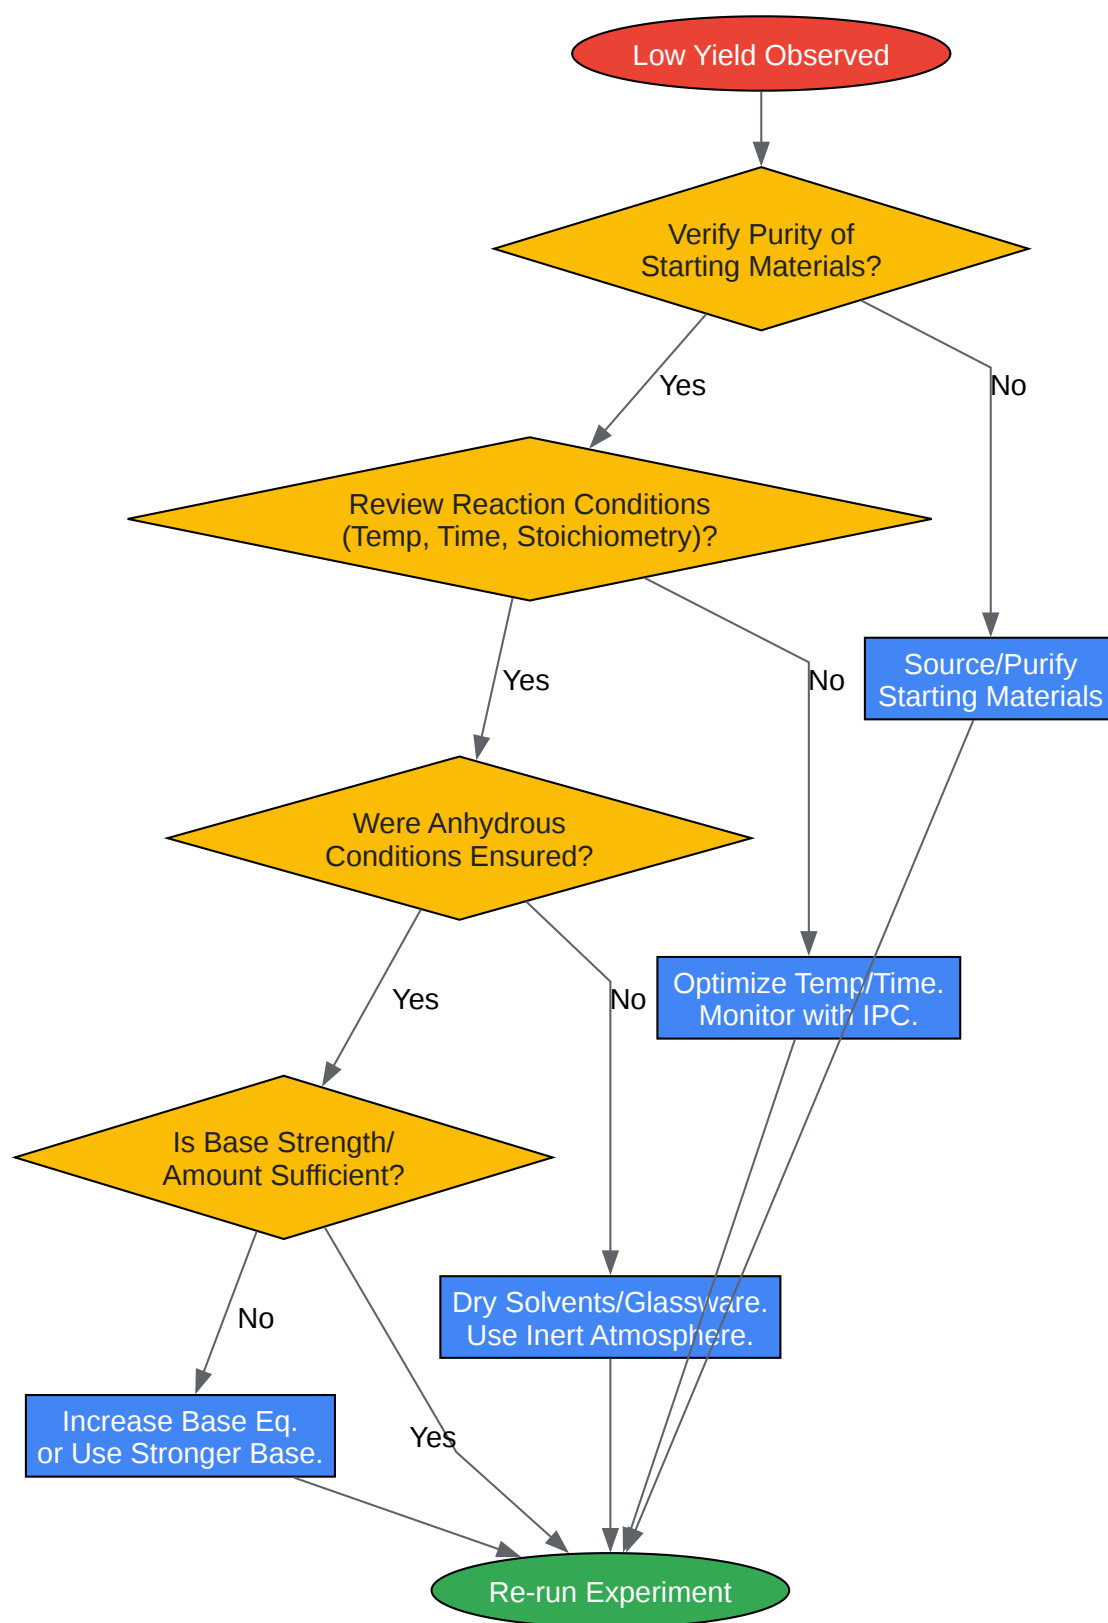 Low Yield Observed
Verify Purity of
Starting Materials?
Yes
No
Review Reaction Conditions
(Temp, Time, Stoichiometry)?
Yes
No
Source/Purify
Starting Materials
Were Anhydrous
Conditions Ensured?
Yes
No
Optimize Temp/Time.
Monitor with IPC.
Is Base Strength/
Amount Sufficient?
No
Yes
Dry Solvents/Glassware.
Use Inert Atmosphere.
Increase Base Eq.
or Use Stronger Base.
Re-run Experiment